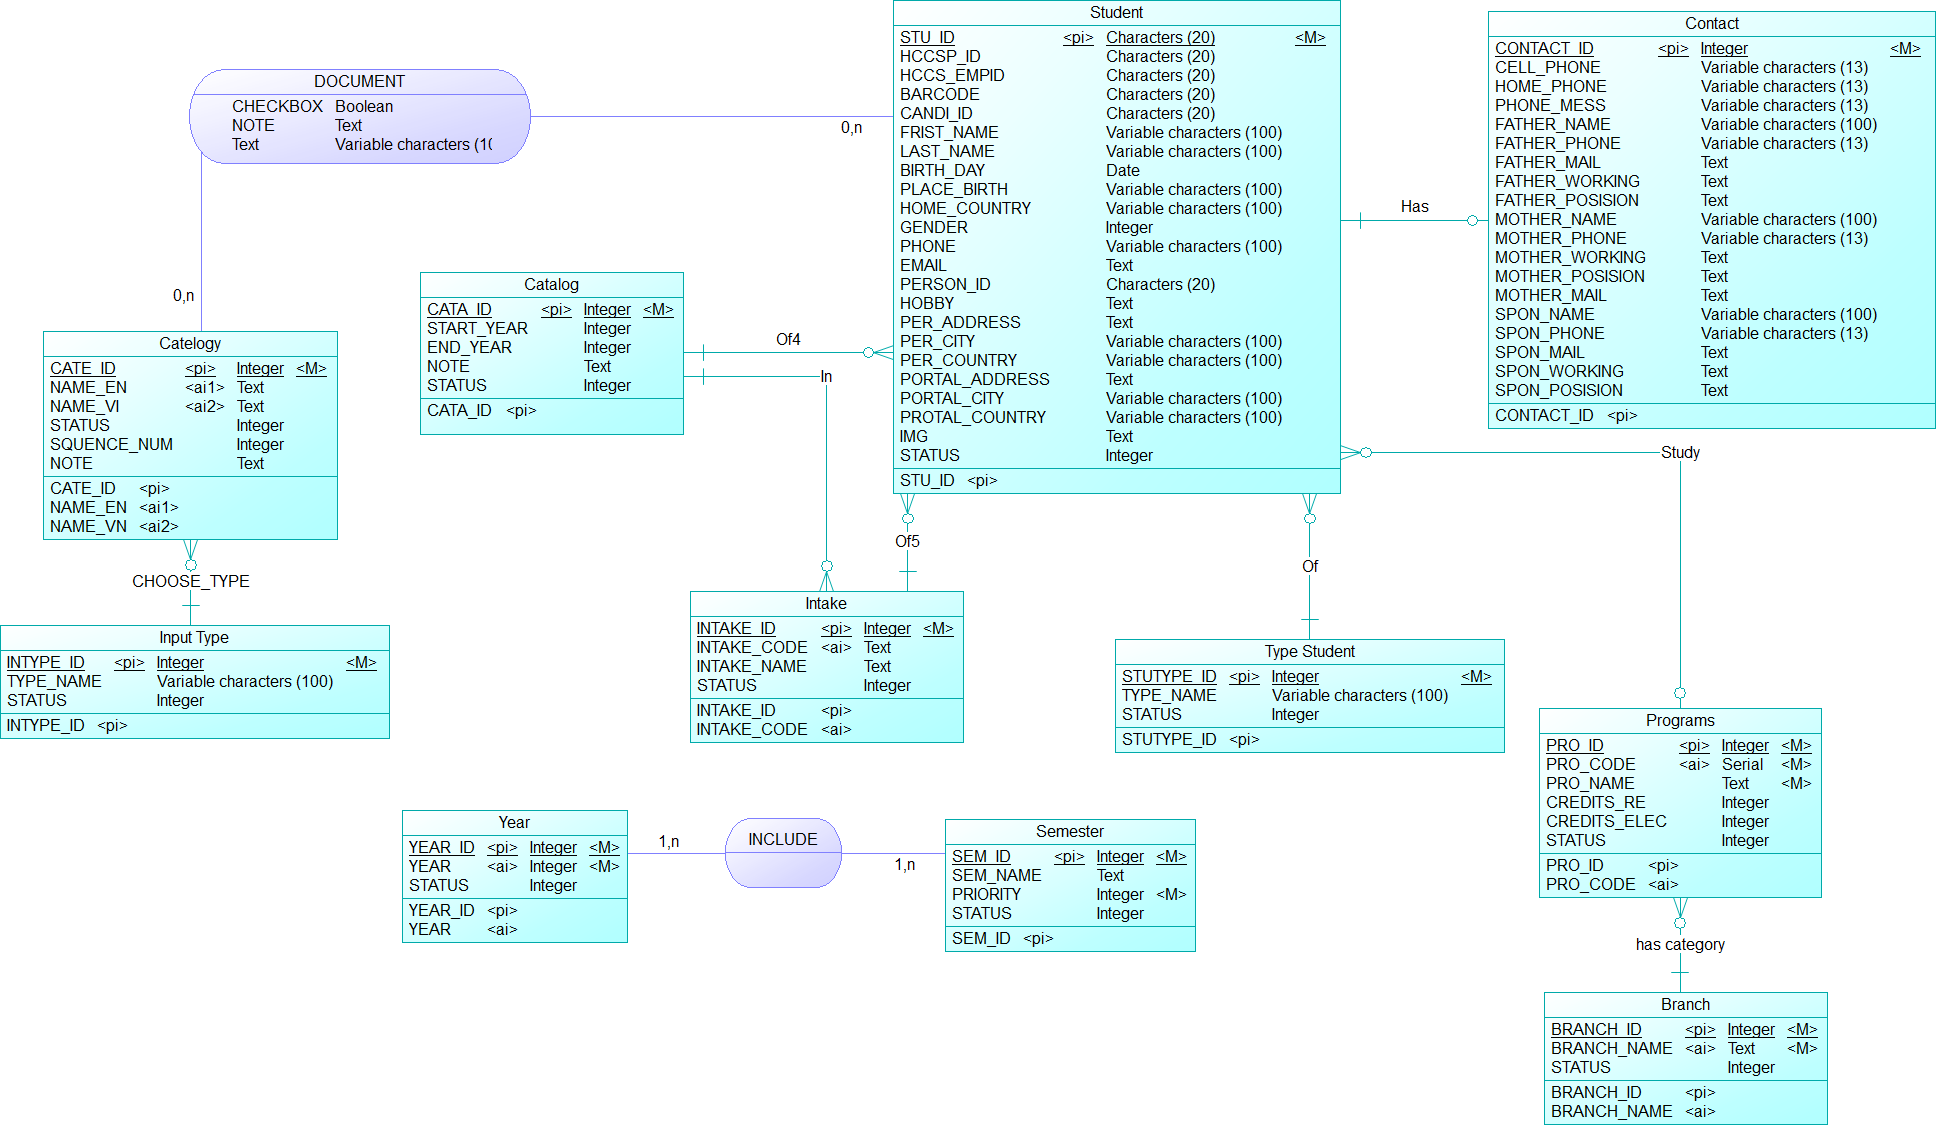 Student
STU_ID <pi> Characters (20) <M>
HCCSP_ID Characters (20)
HCCS_EMPID Characters (20)
BARCODE Characters (20)
CANDI_ID Characters (20)
FRIST_NAME Variable characters (100)
LAST_NAME Variable characters (100)
BIRTH_DAY Date
PLACE_BIRTH Variable characters (100)
HOME_COUNTRY Variable characters (100)
GENDER Integer
PHONE Variable characters (100)
EMAIL Text
PERSON_ID Characters (20)
HOBBY Text
PER_ADDRESS Text
PER_CITY Variable characters (100)
PER_COUNTRY Variable characters (100)
PORTAL_ADDRESS Text
PORTAL_CITY Variable characters (100)
PROTAL_COUNTRY Variable characters (100)
IMG Text
STATUS Integer
STU_ID <pi>
Contact
CONTACT_ID <pi> Integer <M>
CELL_PHONE Variable characters (13)
HOME_PHONE Variable characters (13)
PHONE_MESS Variable characters (13)
FATHER_NAME Variable characters (100)
FATHER_PHONE Variable characters (13)
FATHER_MAIL Text
FATHER_WORKING Text
FATHER_POSISION Text
MOTHER_NAME Variable characters (100)
MOTHER_PHONE Variable characters (13)
MOTHER_WORKING Text
MOTHER_POSISION Text
MOTHER_MAIL Text
SPON_NAME Variable characters (100)
SPON_PHONE Variable characters (13)
SPON_MAIL Text
SPON_WORKING Text
SPON_POSISION Text
CONTACT_ID <pi>
DOCUMENT
CHECKBOX Boolean
NOTE Text
Text Variable characters (10
0,n
0,n
Has
Catalog
CATA_ID <pi> Integer <M>
START_YEAR Integer
END_YEAR Integer
NOTE Text
STATUS Integer
CATA_ID <pi>
Of4
In
Catelogy
CATE_ID <pi> Integer <M>
NAME_EN <ai1> Text
NAME_VI <ai2> Text
STATUS Integer
SQUENCE_NUM Integer
NOTE Text
CATE_ID <pi>
NAME_EN <ai1>
NAME_VN <ai2>
CHOOSE_TYPE
Input Type
INTYPE_ID <pi> Integer <M>
TYPE_NAME Variable characters (100)
STATUS Integer
INTYPE_ID <pi>
Of5
Of
Study
Intake
INTAKE_ID <pi> Integer <M>
INTAKE_CODE <ai> Text
INTAKE_NAME Text
STATUS Integer
INTAKE_ID <pi>
INTAKE_CODE <ai>
Type Student
STUTYPE_ID <pi> Integer <M>
TYPE_NAME Variable characters (100)
STATUS Integer
STUTYPE_ID <pi>
Programs
PRO_ID <pi> Integer <M>
PRO_CODE <ai> Serial <M>
PRO_NAME Text <M>
CREDITS_RE Integer
CREDITS_ELEC Integer
STATUS Integer
PRO_ID <pi>
PRO_CODE <ai>
Year
YEAR_ID <pi> Integer <M>
YEAR <ai> Integer <M>
STATUS Integer
YEAR_ID <pi>
YEAR <ai>
1,n
INCLUDE
1,n
Semester
SEM_ID <pi> Integer <M>
SEM_NAME Text
PRIORITY Integer <M>
STATUS Integer
SEM_ID <pi>
has category
Branch
BRANCH_ID <pi> Integer <M>
BRANCH_NAME <ai> Text <M>
STATUS Integer
BRANCH_ID <pi>
BRANCH_NAME <ai>